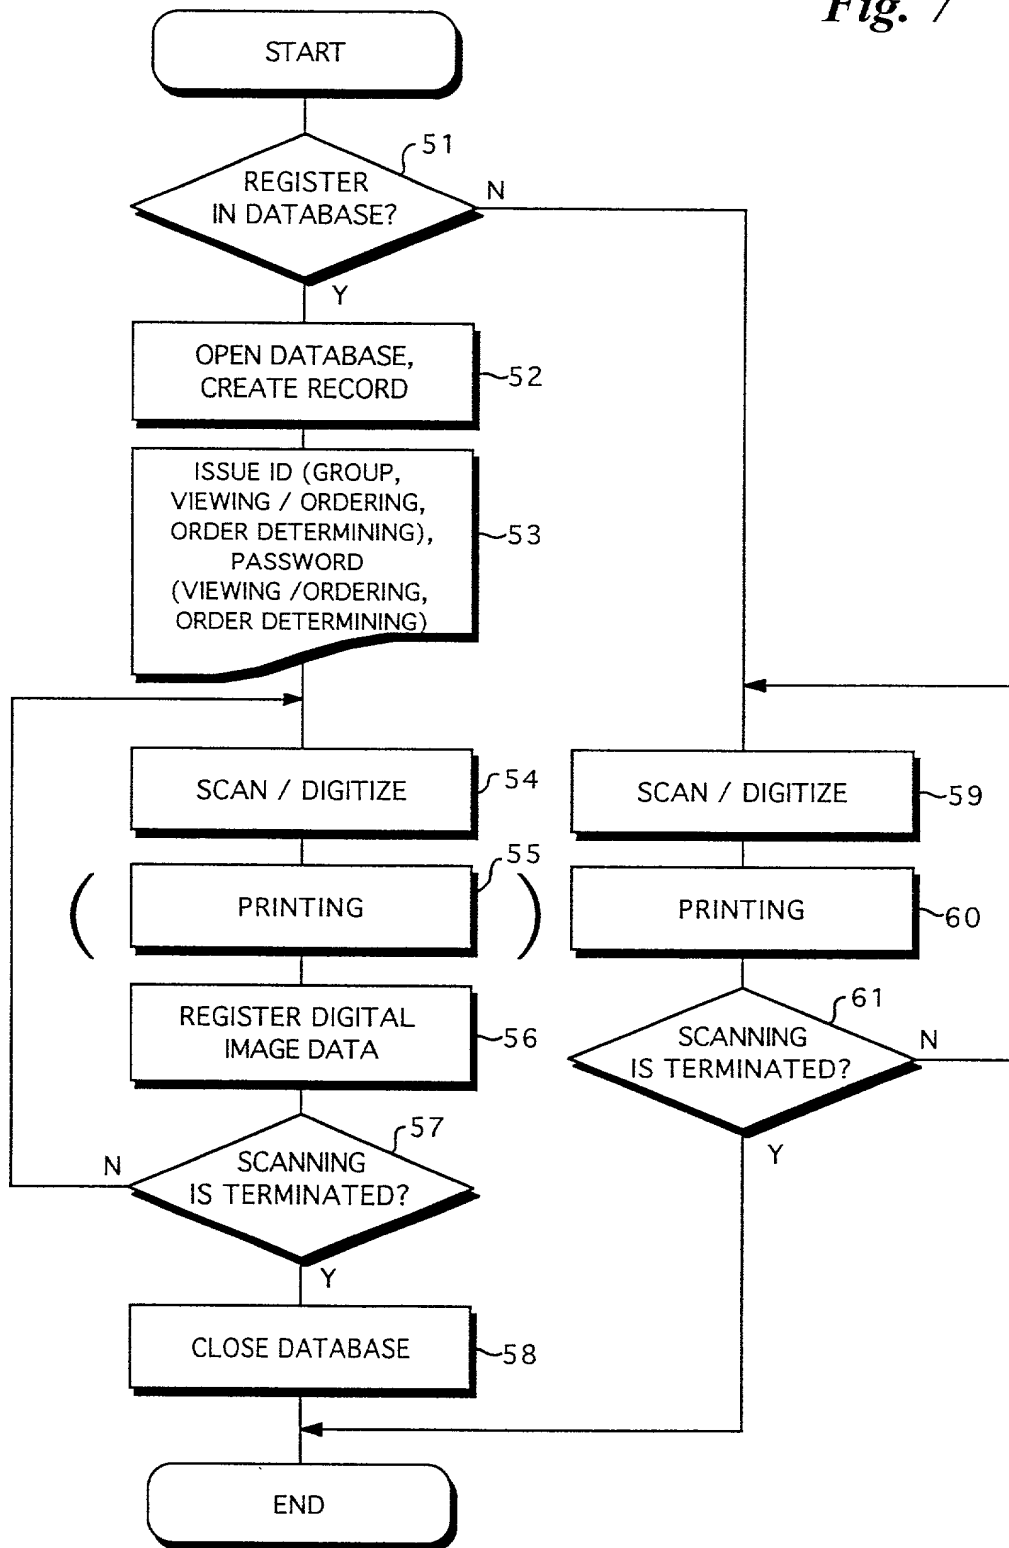 Fig. 7
START
51
REGISTER
IN DATABASE?
N
Y
OPEN DATABASE,
CREATE RECORD
52
ISSUE ID (GROUP,
VIEWING / ORDERING,
ORDER DETERMINING),
PASSWORD
(VIEWING /ORDERING,
ORDER DETERMINING)
53
SCAN / DIGITIZE
54
( PRINTING )
55
REGISTER DIGITAL
IMAGE DATA
56
57
SCANNING
IS TERMINATED?
N
Y
CLOSE DATABASE
58
SCAN / DIGITIZE
59
PRINTING
60
61
SCANNING
IS TERMINATED?
N
Y
END